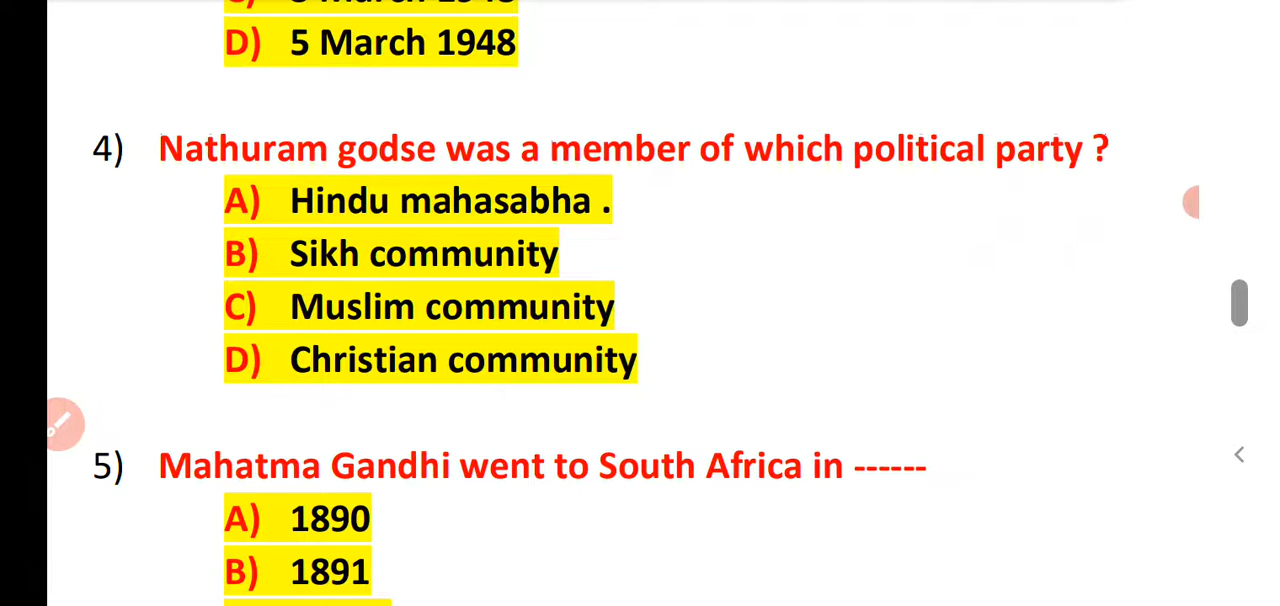 D) 5 March 1948
4) Nathuram godse was a member of which political party ?
A) Hindu mahasabha .
B) Sikh community
C) Muslim community
D) Christian community
5) Mahatma Gandhi went to South Africa in ------
A) 1890
B) 1891